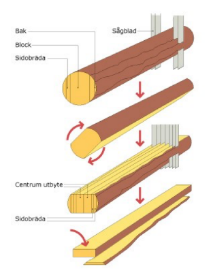 Bak
Sågblad
Block
Sidobräda
Centrum utbyte
Sidobräda